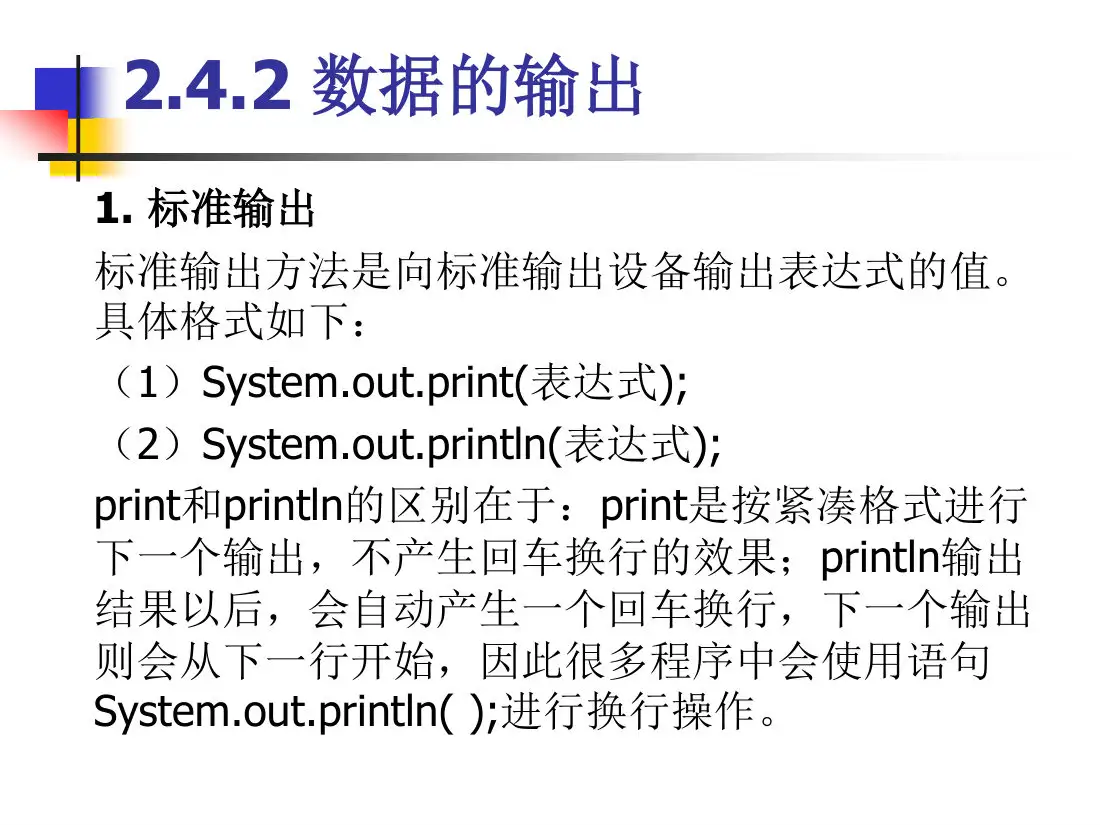 2.4.2 数据的输出
1. 标准输出
标准输出方法是向标准输出设备输出表达式的值。
具体格式如下：
（1）System.out.print(表达式);
（2）System.out.println(表达式);
print和println的区别在于：print是按紧凑格式进行
下一个输出，不产生回车换行的效果；println输出
结果以后，会自动产生一个回车换行，下一个输出
则会从下一行开始，因此很多程序中会使用语句
System.out.println( );进行换行操作。